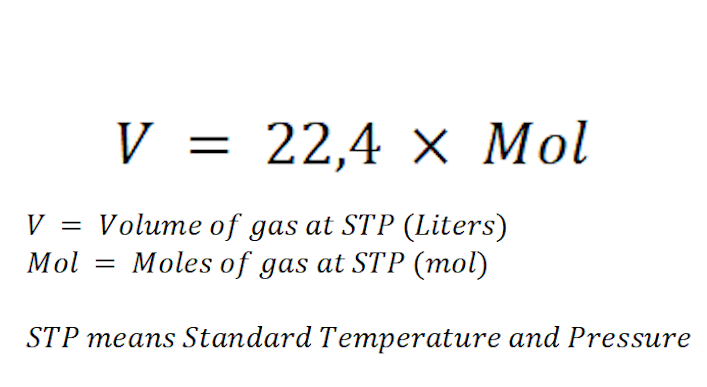 V = 22,4 × Mol
V = Volume of gas at STP (Liters)
Mol = Moles of gas at STP (mol)
STP means Standard Temperature and Pressure